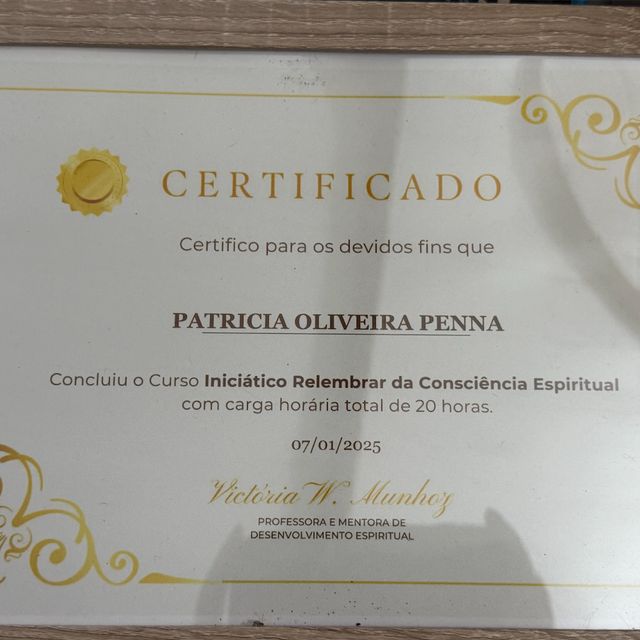 CERTIFICADO
Certifico para os devidos fins que
PATRICIA OLIVEIRA PENNA
Concluiu o Curso Iniciático Relembrar da Consciência Espiritual
com carga horária total de 20 horas.
07/01/2025
Victória W. Munhoz
PROFESSORA E MENTORA DE
DESENVOLVIMENTO ESPIRITUAL